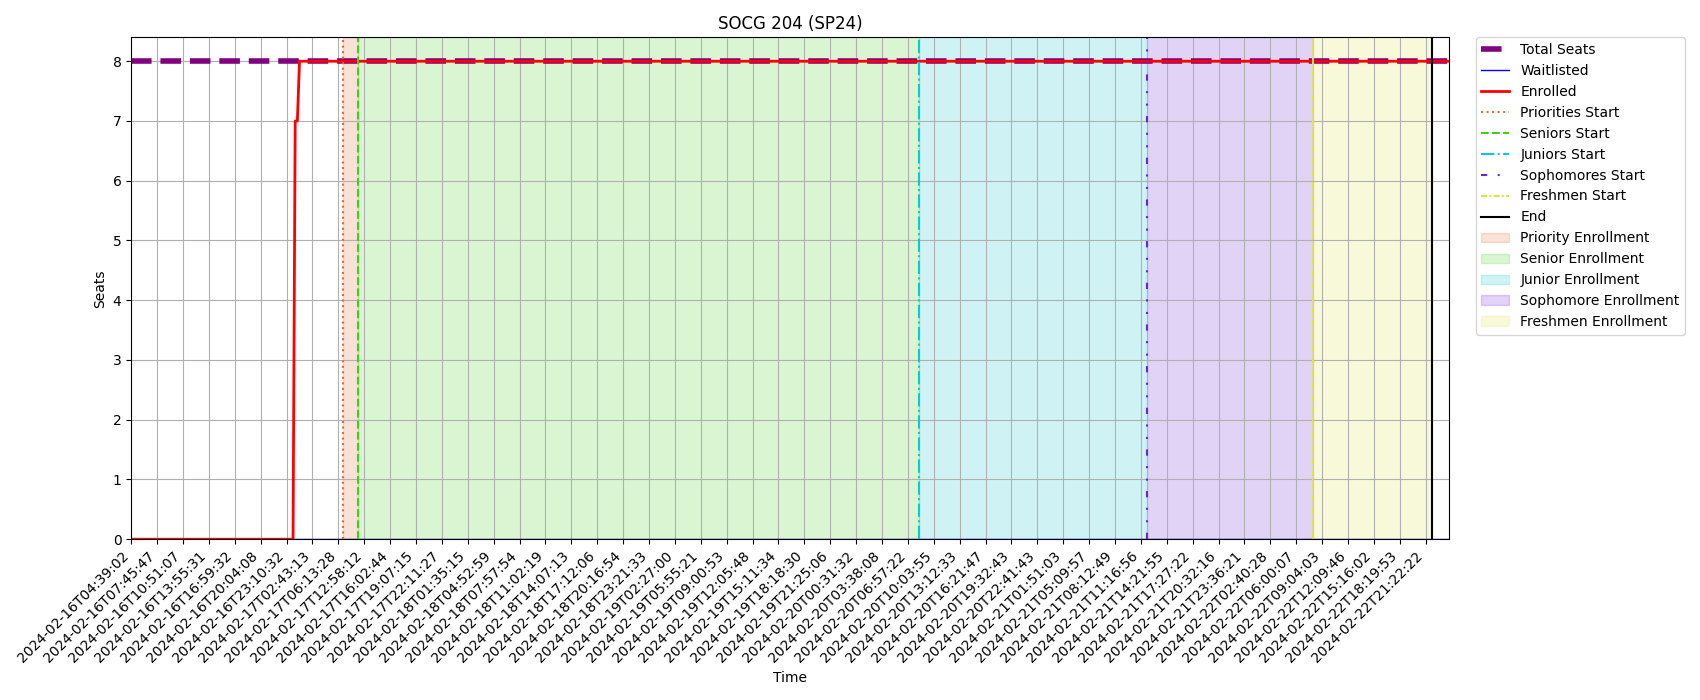 SOCG 204 (SP24)
Seats
8
7
6
5
4
3
2
1
0
2024-02-16T04:39:02
2024-02-16T07:45:47
2024-02-16T10:51:07
2024-02-16T13:55:31
2024-02-16T16:59:32
2024-02-16T20:04:08
2024-02-16T23:10:32
2024-02-17T02:43:13
2024-02-17T06:13:28
2024-02-17T12:58:12
2024-02-17T16:02:44
2024-02-17T19:07:15
2024-02-17T22:11:27
2024-02-18T01:35:15
2024-02-18T04:52:59
2024-02-18T07:57:54
2024-02-18T11:02:19
2024-02-18T14:07:13
2024-02-18T17:12:06
2024-02-18T20:16:54
2024-02-18T23:21:33
2024-02-19T02:27:00
2024-02-19T05:55:21
2024-02-19T09:00:53
2024-02-19T12:05:48
2024-02-19T15:11:34
2024-02-19T18:18:30
2024-02-19T21:25:06
2024-02-20T00:31:32
2024-02-20T03:38:08
2024-02-20T06:57:22
2024-02-20T10:03:55
2024-02-20T13:12:33
2024-02-20T16:21:47
2024-02-20T19:32:43
2024-02-20T22:41:43
2024-02-21T01:51:03
2024-02-21T05:09:57
2024-02-21T08:12:49
2024-02-21T11:16:56
2024-02-21T14:21:55
2024-02-21T17:27:22
2024-02-21T20:32:16
2024-02-21T23:36:21
2024-02-22T02:40:28
2024-02-22T06:00:07
2024-02-22T09:04:03
2024-02-22T12:09:46
2024-02-22T15:16:02
2024-02-22T18:19:53
2024-02-22T21:22:22
Time
Total Seats
Waitlisted
Enrolled
Priorities Start
Seniors Start
Juniors Start
Sophomores Start
Freshmen Start
End
Priority Enrollment
Senior Enrollment
Junior Enrollment
Sophomore Enrollment
Freshmen Enrollment